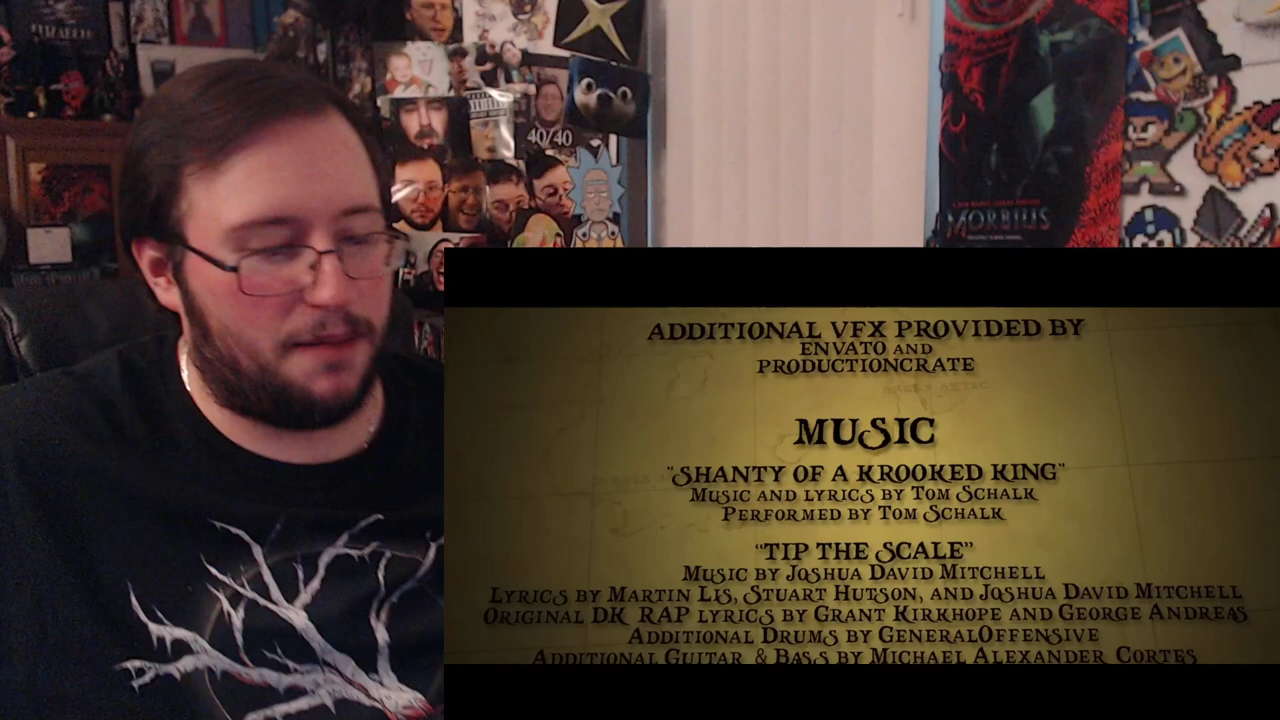 ELIZABETH
40/40
MORBIUS
ADDITIONAL VFX PROVIDED BY
ENVATO AND
PRODUCTIONCRATE
MUSIC
"SHANTY OF A KROOKED KING"
MUSIC AND LYRICS BY TOM SCHALK
PERFORMED BY TOM SCHALK
"TIP THE SCALE"
MUSIC BY JOSHUA DAVID MITCHELL
LYRICS BY MARTIN LIS, STUART HUTSON, AND JOSHUA DAVID MITCHELL
ORIGINAL DK RAP LYRICS BY GRANT KIRKHOPE AND GEORGE ANDREAS
ADDITIONAL DRUMS BY GENERALOFFENSIVE
ADDITIONAL GUITAR & BASS BY MICHAEL ALEXANDER CORTES